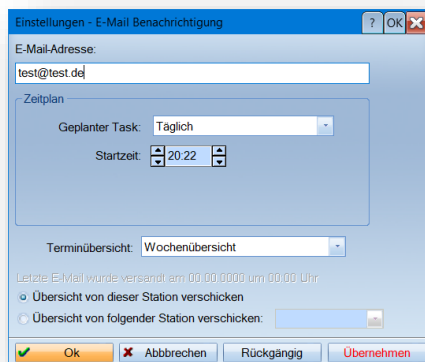 Einstellungen - E-Mail Benachrichtigung ? OK
E-Mail-Adresse:
test@test.de
Zeitplan
Geplanter Task: Täglich
Startzeit: 20:22
Terminübersicht: Wochenübersicht
Letzte E-Mail wurde versandt am 00.00.0000 um 00:00 Uhr
Übersicht von dieser Station verschicken
Übersicht von folgender Station verschicken:
Ok Abbbrechen Rückgängig Übernehmen